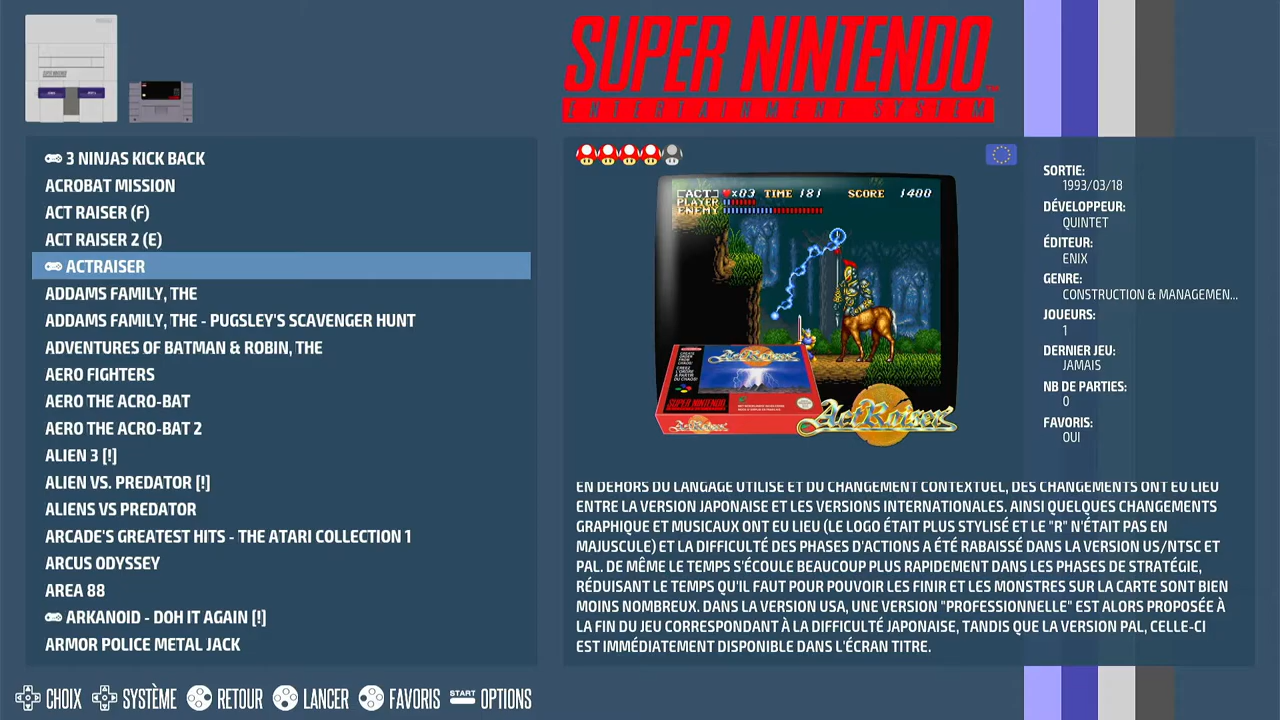 SUPER NINTENDO
ENTERTAINMENT SYSTEM
3 NINJAS KICK BACK
ACROBAT MISSION
ACT RAISER (F)
ACT RAISER 2 (E)
ACTRAISER
ADDAMS FAMILY, THE
ADDAMS FAMILY, THE - PUGSLEY'S SCAVENGER HUNT
ADVENTURES OF BATMAN & ROBIN, THE
AERO FIGHTERS
AERO THE ACRO-BAT
AERO THE ACRO-BAT 2
ALIEN 3 [!]
ALIEN VS. PREDATOR [!]
ALIENS VS PREDATOR
ARCADE'S GREATEST HITS - THE ATARI COLLECTION 1
ARCUS ODYSSEY
AREA 88
ARKANOID - DOH IT AGAIN [!]
ARMOR POLICE METAL JACK
[ACT] x03 TIME 181 SCORE 1400
PLAYER
ENEMY
CREATE ORDER FROM CHAOS!
CRÉEZ L'ORDRE À PARTIR DU CHAOS!
ActRaiser
SUPER NINTENDO
ActRaiser
ActRaiser
SORTIE:
1993/03/18
DÉVELOPPEUR:
QUINTET
ÉDITEUR:
ENIX
GENRE:
CONSTRUCTION & MANAGEMEN...
JOUEURS:
1
DERNIER JEU:
JAMAIS
NB DE PARTIES:
0
FAVORIS:
OUI
EN DEHORS DU LANGAGE UTILISÉ ET DU CHANGEMENT CONTEXTUEL, DES CHANGEMENTS ONT EU LIEU
ENTRE LA VERSION JAPONAISE ET LES VERSIONS INTERNATIONALES. AINSI QUELQUES CHANGEMENTS
GRAPHIQUE ET MUSICAUX ONT EU LIEU (LE LOGO ÉTAIT PLUS STYLISÉ ET LE "R" N'ÉTAIT PAS EN
MAJUSCULE) ET LA DIFFICULTÉ DES PHASES D'ACTIONS A ÉTÉ RABAISSÉ DANS LA VERSION US/NTSC ET
PAL. DE MÊME LE TEMPS S'ÉCOULE BEAUCOUP PLUS RAPIDEMENT DANS LES PHASES DE STRATÉGIE,
RÉDUISANT LE TEMPS QU'IL FAUT POUR POUVOIR LES FINIR ET LES MONSTRES SUR LA CARTE SONT BIEN
MOINS NOMBREUX. DANS LA VERSION USA, UNE VERSION "PROFESSIONNELLE" EST ALORS PROPOSÉE À
LA FIN DU JEU CORRESPONDANT À LA DIFFICULTÉ JAPONAISE, TANDIS QUE LA VERSION PAL, CELLE-CI
EST IMMÉDIATEMENT DISPONIBLE DANS L'ÉCRAN TITRE.
CHOIX SYSTÈME RETOUR LANCER FAVORIS START OPTIONS